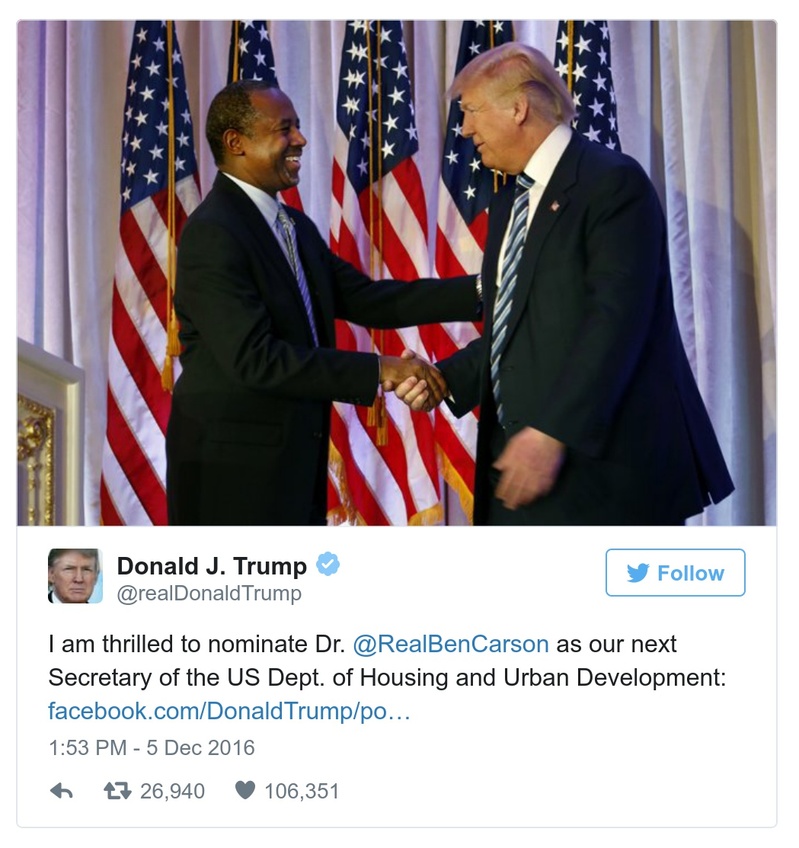 Donald J. Trump
Follow
@realDonaldTrump
I am thrilled to nominate Dr. @RealBenCarson as our next
Secretary of the US Dept. of Housing and Urban Development:
facebook.com/DonaldTrump/po…
1:53 PM - 5 Dec 2016
26,940 106,351